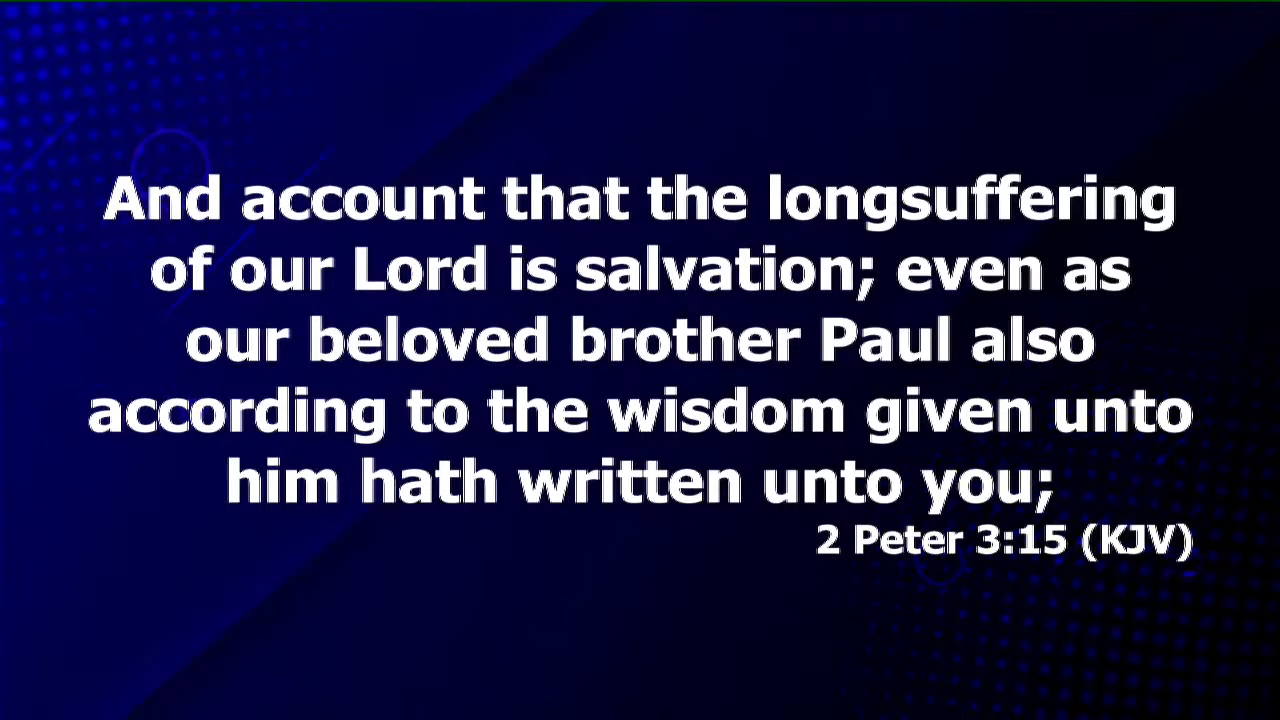 And account that the longsuffering
of our Lord is salvation; even as
our beloved brother Paul also
according to the wisdom given unto
him hath written unto you;
2 Peter 3:15 (KJV)